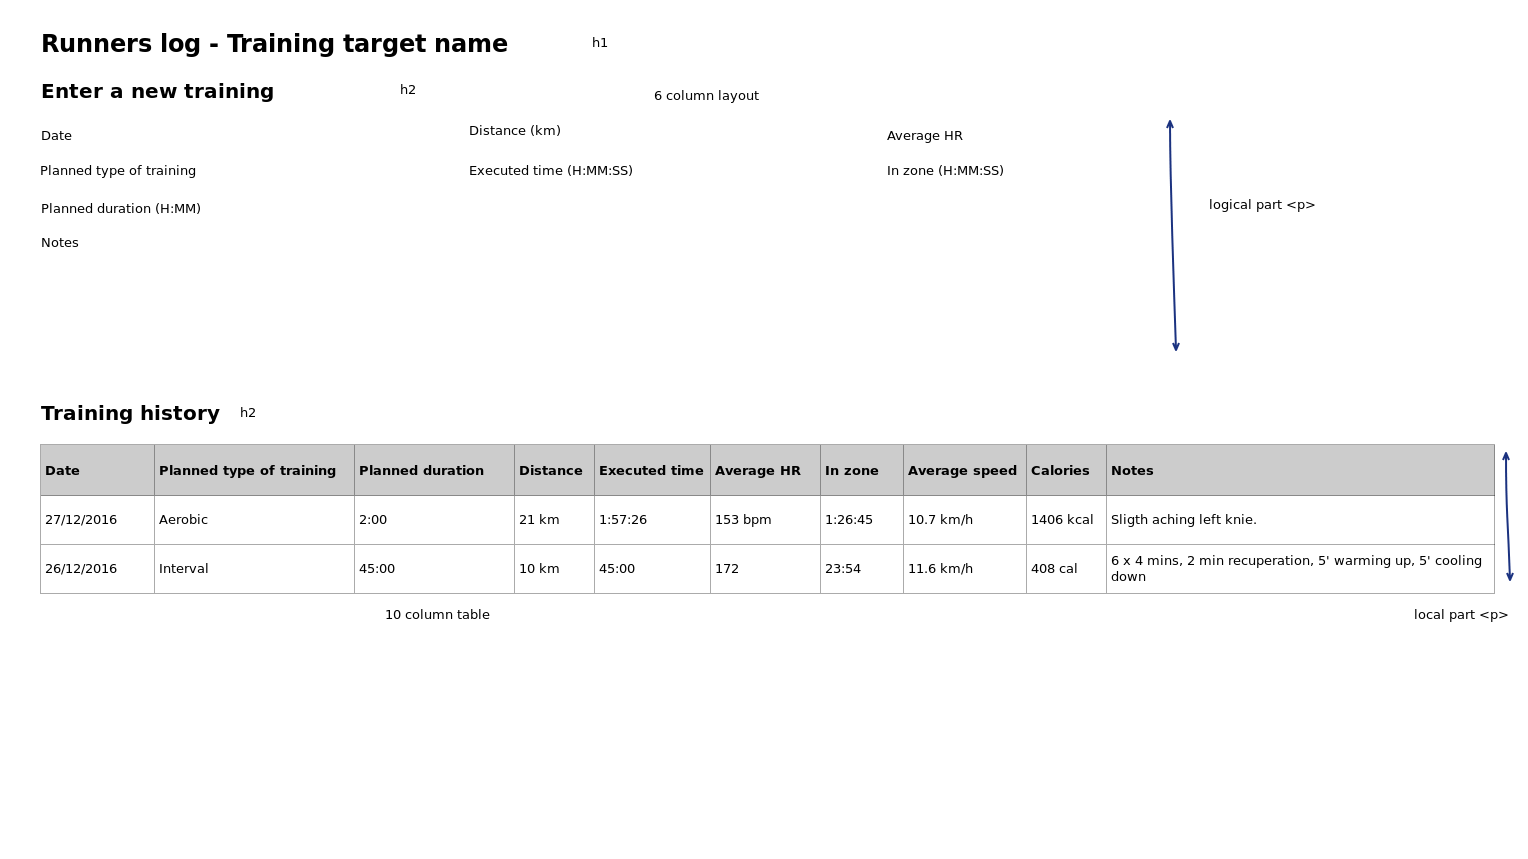 Runners log - Training target name h1
Enter a new training h2
6 column layout
Date Distance (km) Average HR
Planned type of training Executed time (H:MM:SS) In zone (H:MM:SS)
logical part <p>
Planned duration (H:MM)
Notes
Training history h2
Date Planned type of training Planned duration Distance Executed time Average HR In zone Average speed Calories Notes
27/12/2016 Aerobic 2:00 21 km 1:57:26 153 bpm 1:26:45 10.7 km/h 1406 kcal Sligth aching left knie.
26/12/2016 Interval 45:00 10 km 45:00 172 23:54 11.6 km/h 408 cal 6 x 4 mins, 2 min recuperation, 5' warming up, 5' cooling
down
10 column table local part <p>